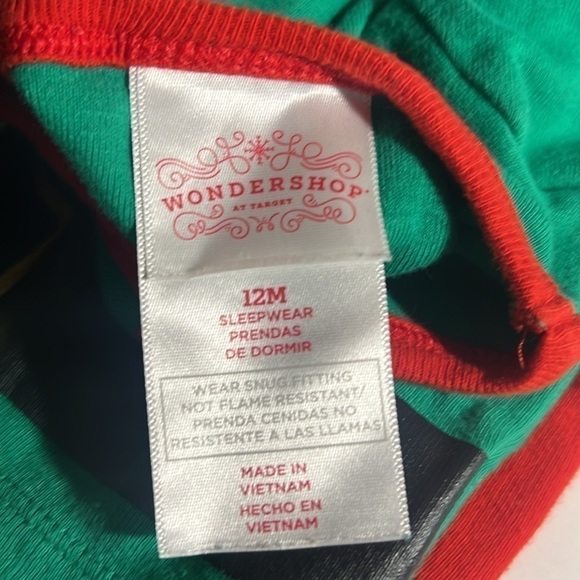 WONDERSHOP
AT TARGET
12M
SLEEPWEAR
PRENDAS
DE DORMIR
WEAR SNUG FITTING
NOT FLAME RESISTANT/
PRENDA CENIDAS NO
RESISTENTE A LAS LLAMAS
MADE IN
VIETNAM
HECHO EN
VIETNAM